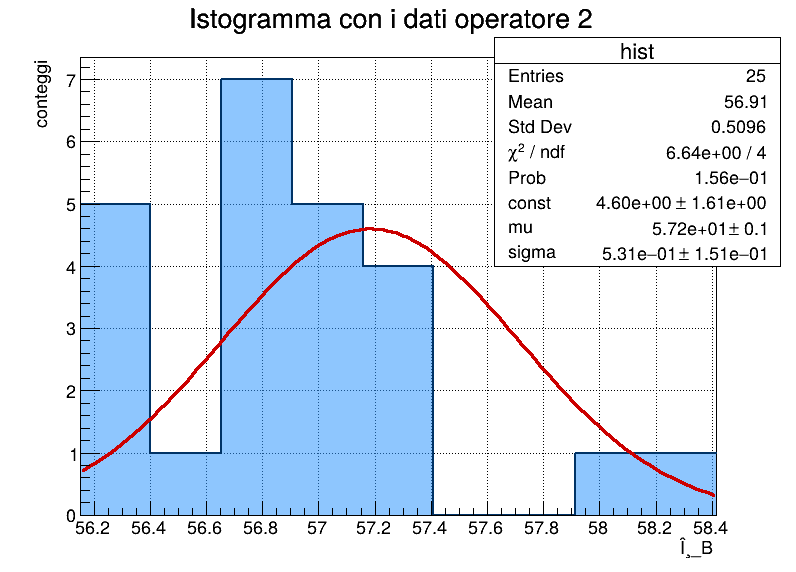 Istogramma con i dati operatore 2
hist
Entries 25
Mean 56.91
Std Dev 0.5096
χ² / ndf 6.64e+00 / 4
Prob 1.56e−01
const 4.60e+00 ± 1.61e+00
mu 5.72e+01 ± 0.1
sigma 5.31e−01 ± 1.51e−01
conteggi
7
6
5
4
3
2
1
0
56.2 56.4 56.6 56.8 57 57.2 57.4 57.6 57.8 58 58.2 58.4
Î¸_B